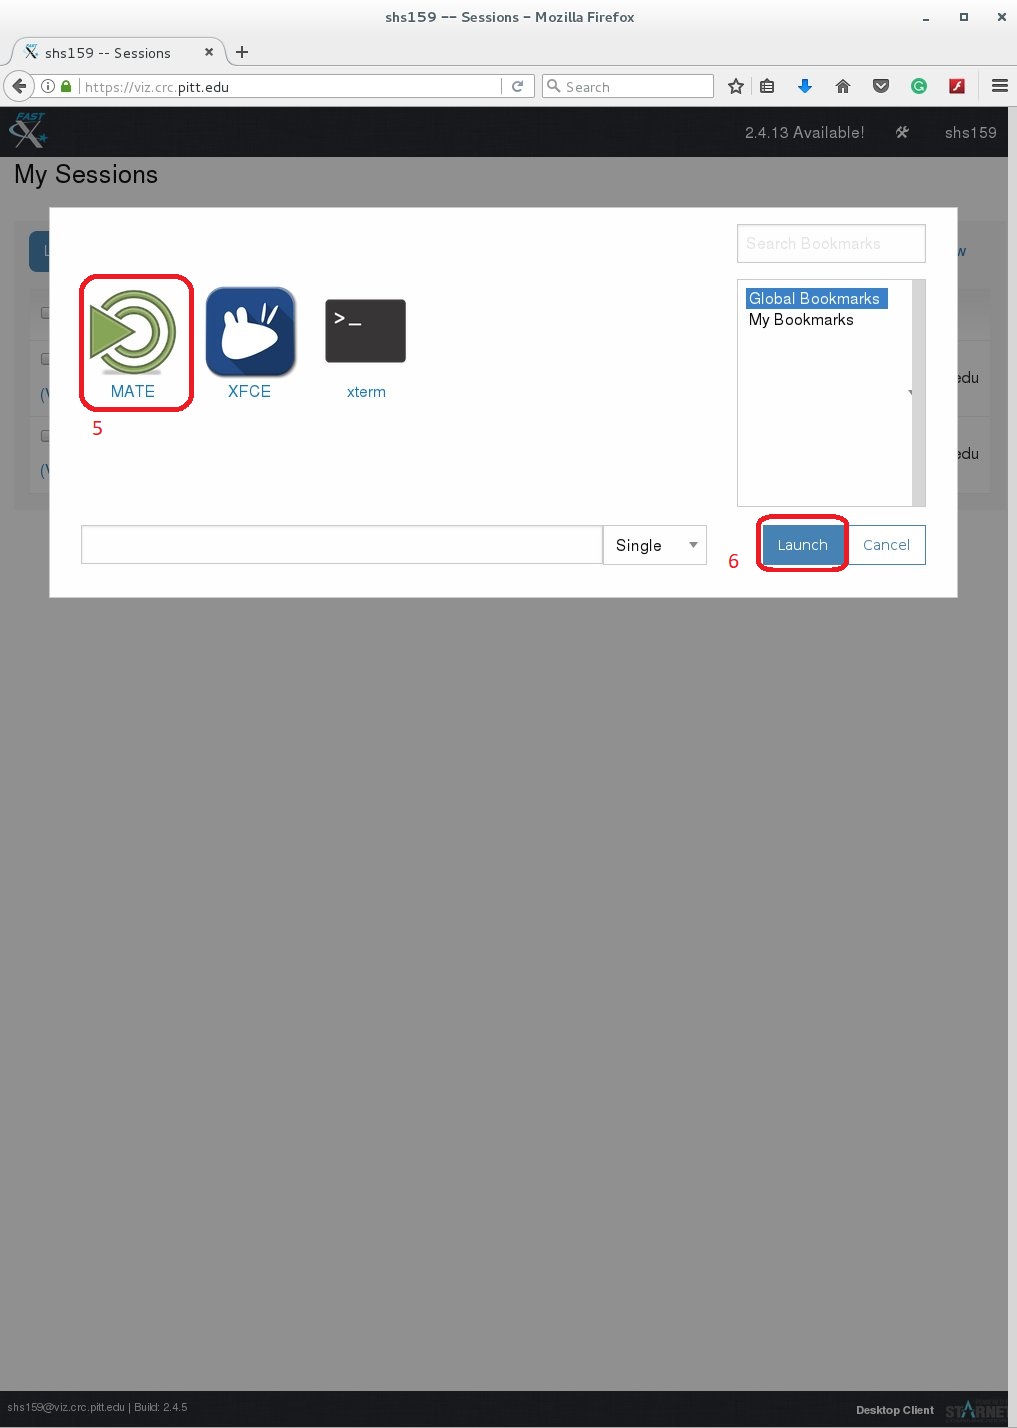 shs159 -- Sessions - Mozilla Firefox
shs159 -- Sessions
https://viz.crc.pitt.edu
Search
FAST
X
2.4.13 Available!
shs159
My Sessions
Search Bookmarks
Global Bookmarks
My Bookmarks
>_
MATE
XFCE
xterm
5
edu
edu
Single
6
Launch
Cancel
shs159@viz.crc.pitt.edu | Build: 2.4.5
Desktop Client
STARNET